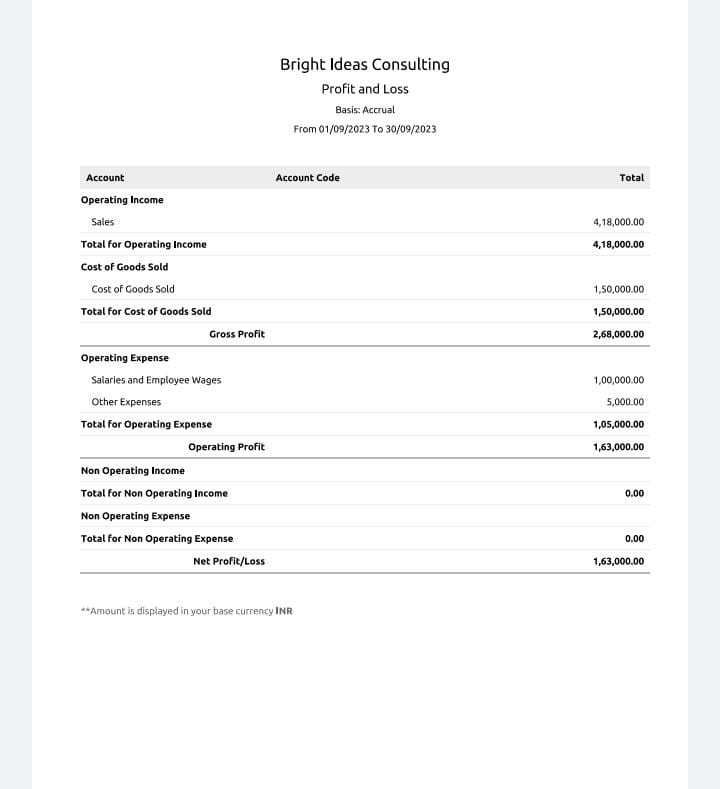 Bright Ideas Consulting
Profit and Loss
Basis: Accrual
From 01/09/2023 To 30/09/2023
Account Account Code Total
Operating Income
Sales 4,18,000.00
Total for Operating Income 4,18,000.00
Cost of Goods Sold
Cost of Goods Sold 1,50,000.00
Total for Cost of Goods Sold 1,50,000.00
Gross Profit 2,68,000.00
Operating Expense
Salaries and Employee Wages 1,00,000.00
Other Expenses 5,000.00
Total for Operating Expense 1,05,000.00
Operating Profit 1,63,000.00
Non Operating Income
Total for Non Operating Income 0.00
Non Operating Expense
Total for Non Operating Expense 0.00
Net Profit/Loss 1,63,000.00
**Amount is displayed in your base currency INR